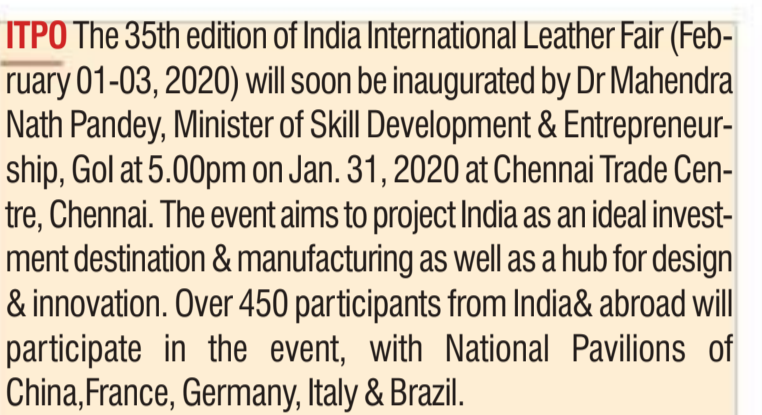 ITPO The 35th edition of India International Leather Fair (Feb-
ruary 01-03, 2020) will soon be inaugurated by Dr Mahendra
Nath Pandey, Minister of Skill Development & Entrepreneur-
ship, GoI at 5.00pm on Jan. 31, 2020 at Chennai Trade Cen-
tre, Chennai. The event aims to project India as an ideal invest-
ment destination & manufacturing as well as a hub for design
& innovation. Over 450 participants from India& abroad will
participate in the event, with National Pavilions of
China,France, Germany, Italy & Brazil.